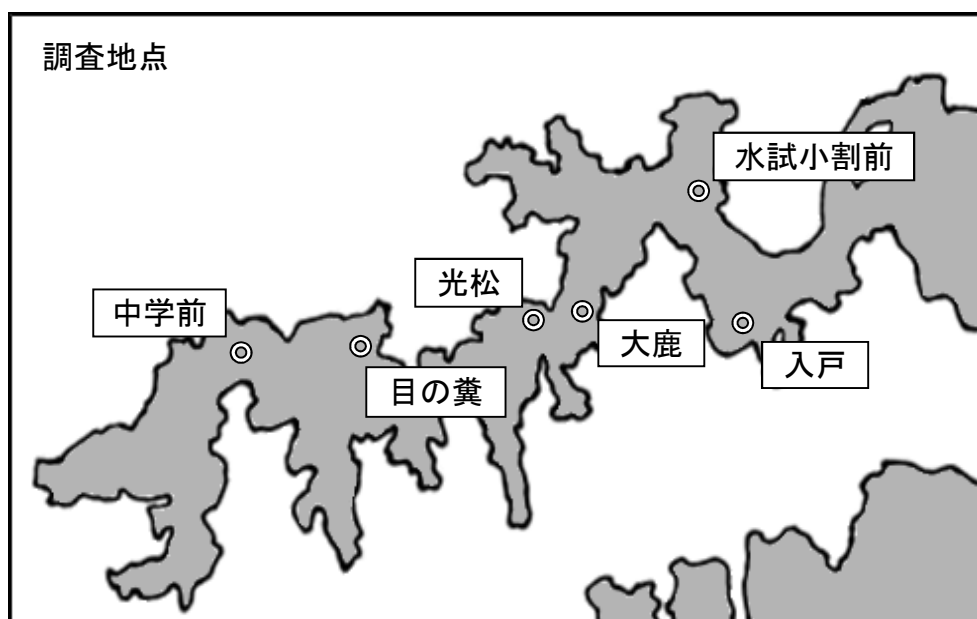 調査地点
水試小割前
光松
中学前
大鹿
入戸
目の糞